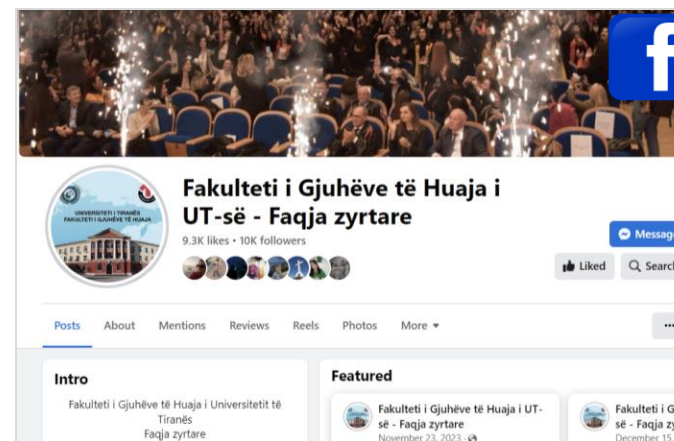 f
UNIVERSITETI I TIRANËS
FAKULTETI I GJUHËVE TË HUAJA
Fakulteti i Gjuhëve të Huaja i
UT-së - Faqja zyrtare
9.3K likes • 10K followers
Message
Liked
Search
Posts
About
Mentions
Reviews
Reels
Photos
More
Intro
Fakulteti i Gjuhëve të Huaja i Universitetit të
Tiranës
Faqja zyrtare
Featured
Fakulteti i Gjuhëve të Huaja i UT-
së - Faqja zyrtare
November 23, 2023 ·
Fakulteti i G
së - Faqja zy
December 15,